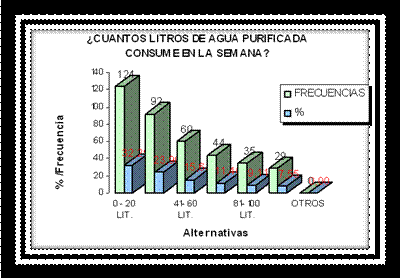 ¿CUANTOS LITROS DE AGUA PURIFICADA
CONSUME EN LA SEMANA?
% /Frecuencia
140
120
100
80
60
40
20
0
124
92
60
44
35
29
FRECUENCIAS
%
0 - 20
LIT.
41- 60
LIT.
81- 100
LIT.
OTROS
Alternativas